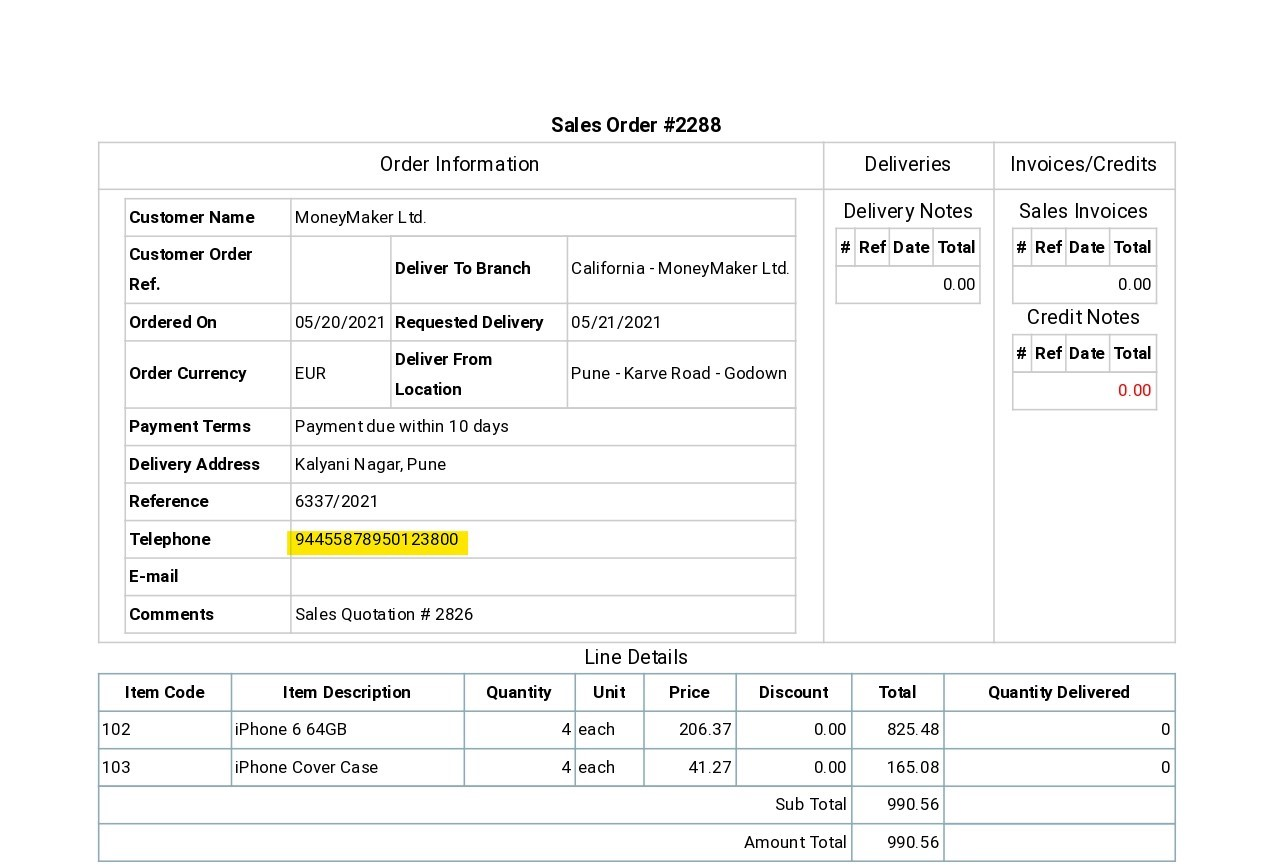 Sales Order #2288
Order Information
Deliveries
Invoices/Credits
Customer Name MoneyMaker Ltd.
Customer Order Ref.
Deliver To Branch California - MoneyMaker Ltd.
Ordered On 05/20/2021 Requested Delivery 05/21/2021
Order Currency EUR Deliver From Location Pune - Karve Road - Godown
Payment Terms Payment due within 10 days
Delivery Address Kalyani Nagar, Pune
Reference 6337/2021
Telephone 94455878950123800
E-mail
Comments Sales Quotation # 2826
Delivery Notes
# Ref Date Total
0.00
Sales Invoices
# Ref Date Total
0.00
Credit Notes
# Ref Date Total
0.00
Line Details
Item Code Item Description Quantity Unit Price Discount Total Quantity Delivered
102 iPhone 6 64GB 4 each 206.37 0.00 825.48 0
103 iPhone Cover Case 4 each 41.27 0.00 165.08 0
Sub Total 990.56
Amount Total 990.56